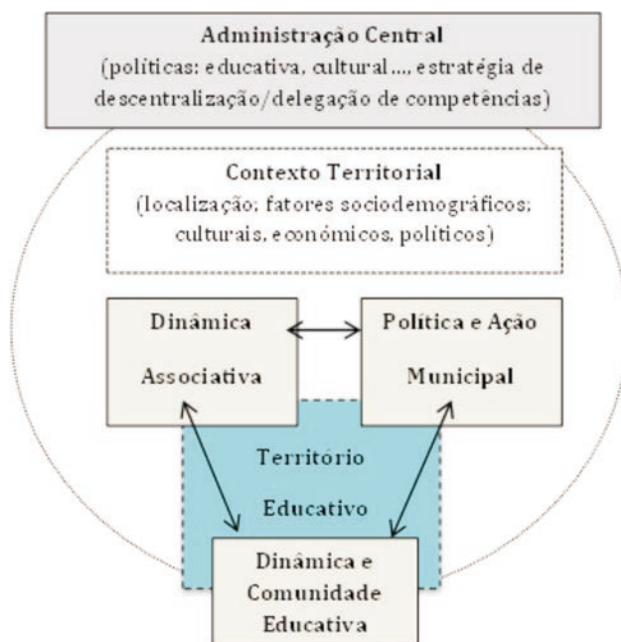 Administração Central
(políticas: educativa, cultural..., estratégia de
descentralização/delegação de competências)
Contexto Territorial
(localização; fatores sociodemográficos;
culturais, económicos, políticos)
Dinâmica
Associativa
Política e Ação
Municipal
Território
Educativo
Dinâmica e
Comunidade
Educativa